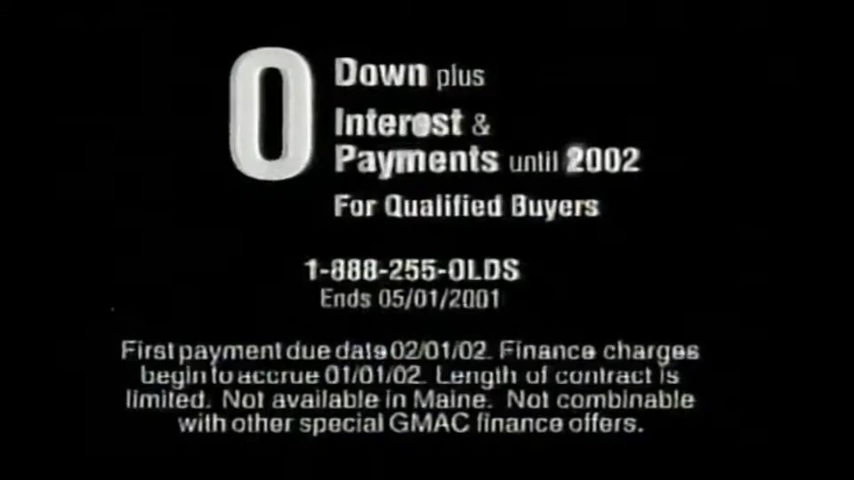 0 Down plus
Interest &
Payments until 2002
For Qualified Buyers
1-888-255-OLDS
Ends 05/01/2001
First payment due date 02/01/02. Finance charges
begin to accrue 01/01/02. Length of contract is
limited. Not available in Maine. Not combinable
with other special GMAC finance offers.